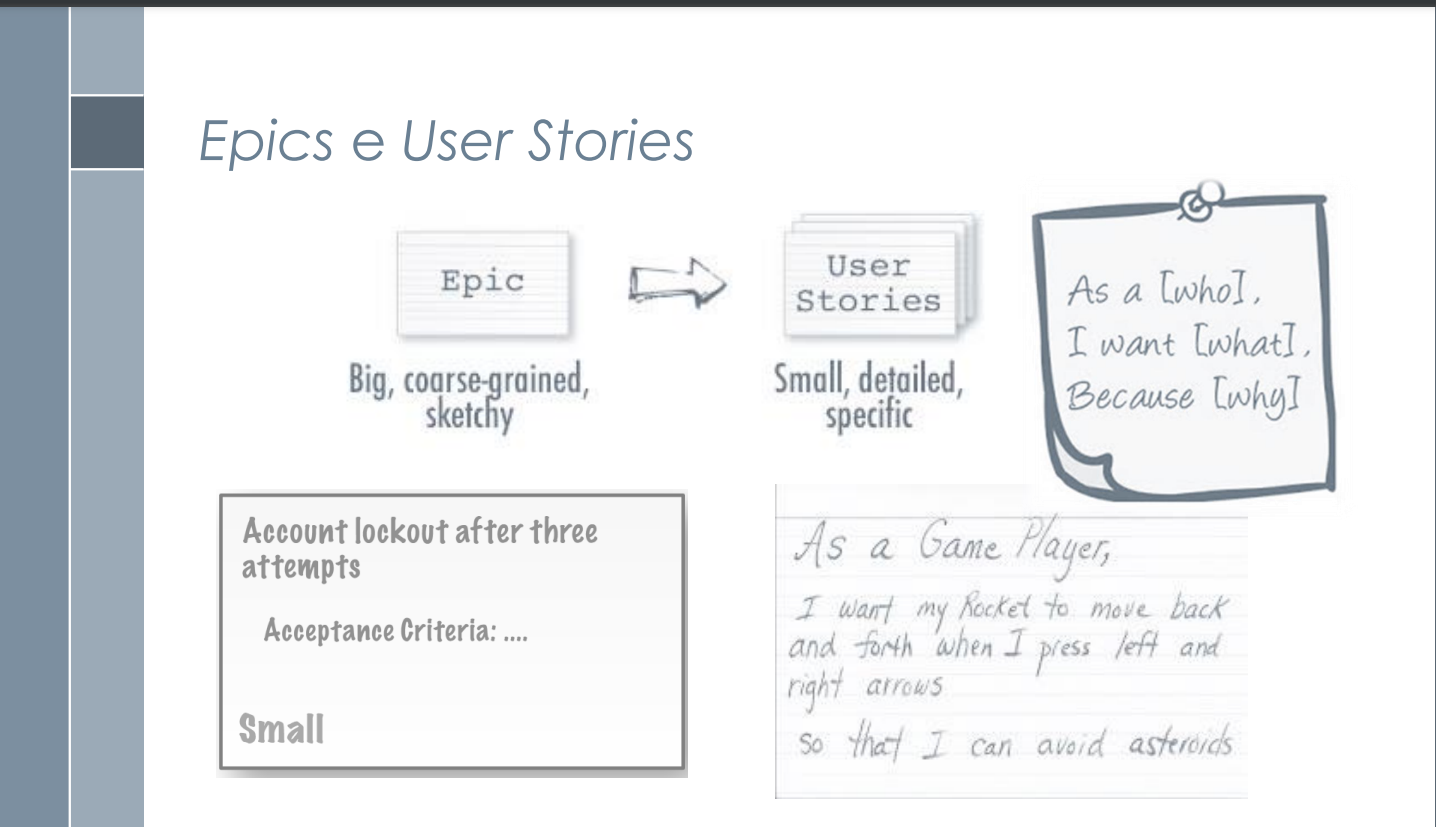 Epics e User Stories
Epic
Big, coarse-grained,
sketchy
User
Stories
Small, detailed,
specific
As a [who],
I want [what],
Because [why]
Account lockout after three
attempts
Acceptance Criteria: ....
Small
As a Game Player,
I want my Rocket to move back
and forth when I press left and
right arrows
so that I can avoid asteroids